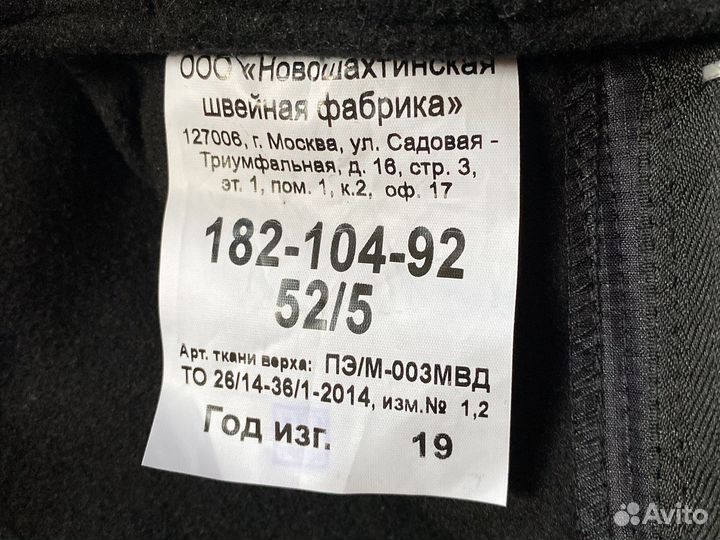 ООО «Новошахтинская
швейная фабрика»
127006, г. Москва, ул. Садовая -
Триумфальная, д. 16, стр. 3,
эт. 1, пом. 1, к.2, оф. 17
182-104-92
52/5
Арт. ткани верха: ПЭ/М-003МВД
ТО 26/14-36/1-2014, изм.№ 1,2
Год изг. 19
Avito